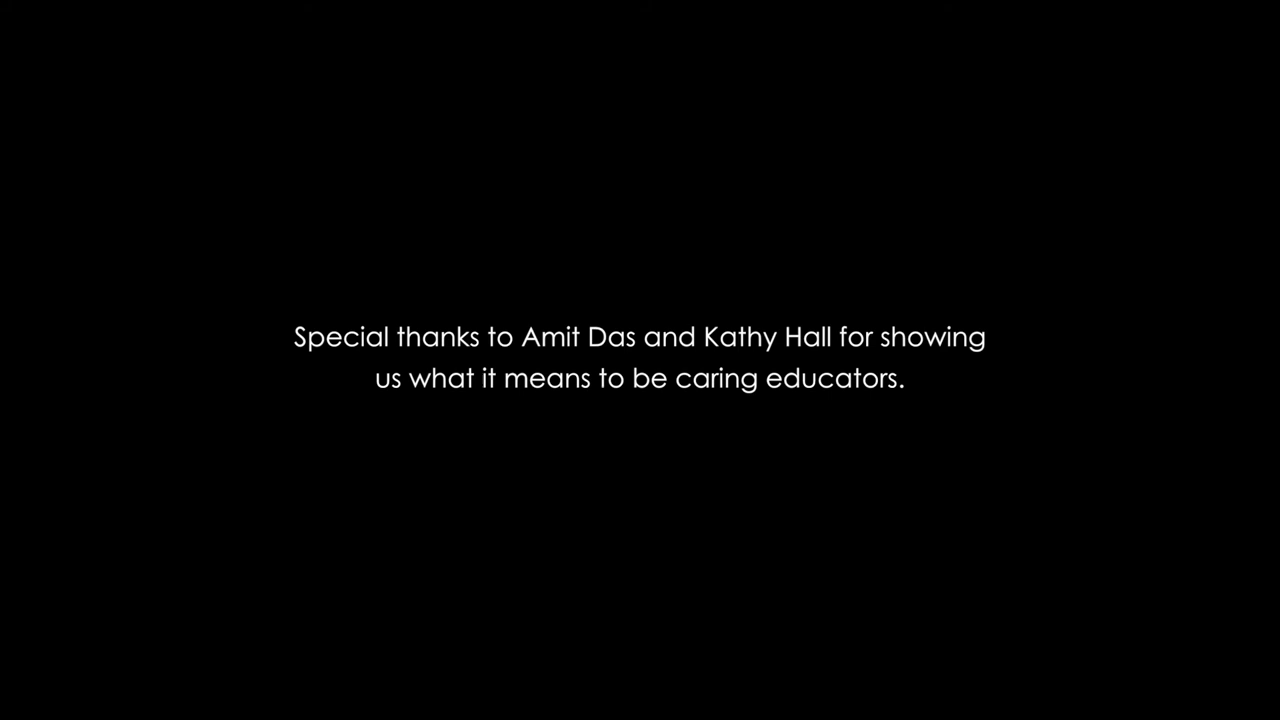 Special thanks to Amit Das and Kathy Hall for showing
us what it means to be caring educators.